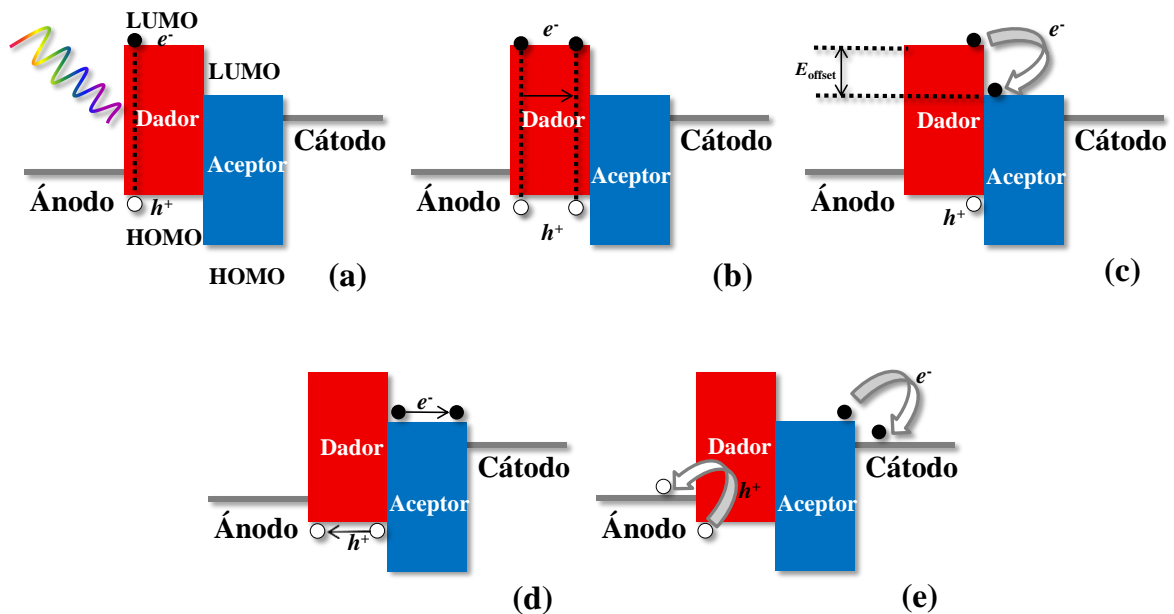 LUMO
e-
LUMO
Dador
Cátodo
Aceptor
Ánodo
h+
HOMO
HOMO
(a)
e-
Dador
Cátodo
Aceptor
Ánodo
h+
(b)
e-
Eoffset
Dador
Cátodo
Aceptor
Ánodo
h+
(c)
e-
Dador
Cátodo
Aceptor
Ánodo
h+
(d)
e-
Dador
Cátodo
h+
Aceptor
Ánodo
(e)